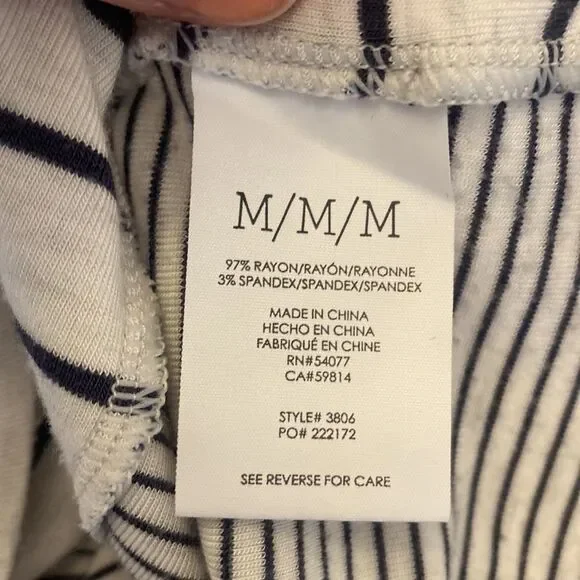 M/M/M
97% RAYON/RAYÓN/RAYONNE
3% SPANDEX/SPANDEX/SPANDEX
MADE IN CHINA
HECHO EN CHINA
FABRIQUÉ EN CHINE
RN#54077
CA#59814
STYLE# 3806
PO# 222172
SEE REVERSE FOR CARE